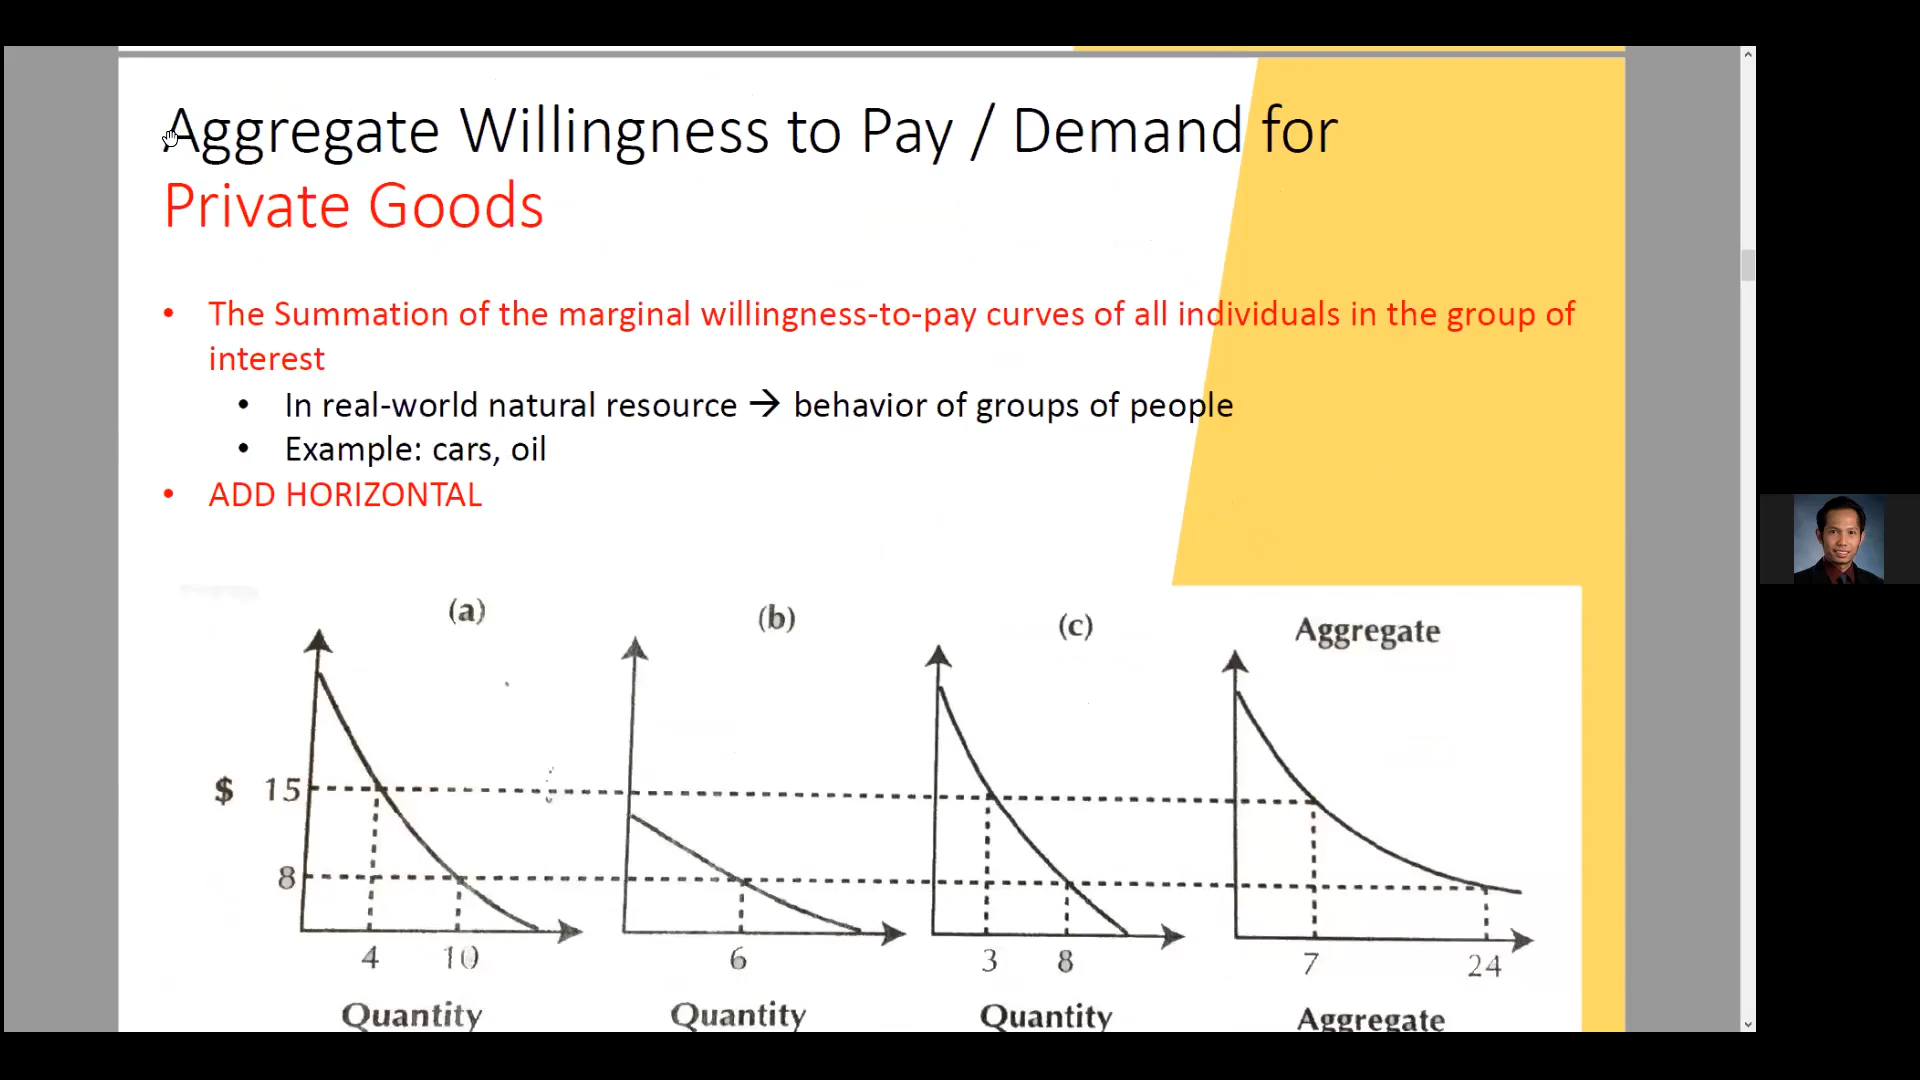 Aggregate Willingness to Pay / Demand for
Private Goods
• The Summation of the marginal willingness-to-pay curves of all individuals in the group of
interest
• In real-world natural resource → behavior of groups of people
• Example: cars, oil
• ADD HORIZONTAL
(a) (b) (c) Aggregate
$ 15
8
4 10 6 3 8 7 24
Quantity Quantity Quantity Aggregate